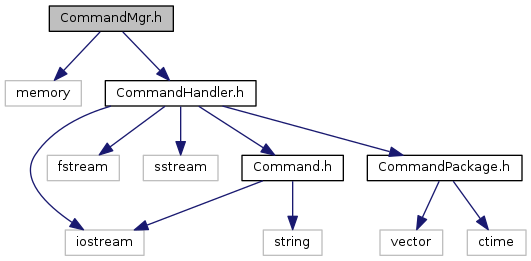 CommandMgr.h
memory
CommandHandler.h
fstream
sstream
Command.h
CommandPackage.h
iostream
string
vector
ctime